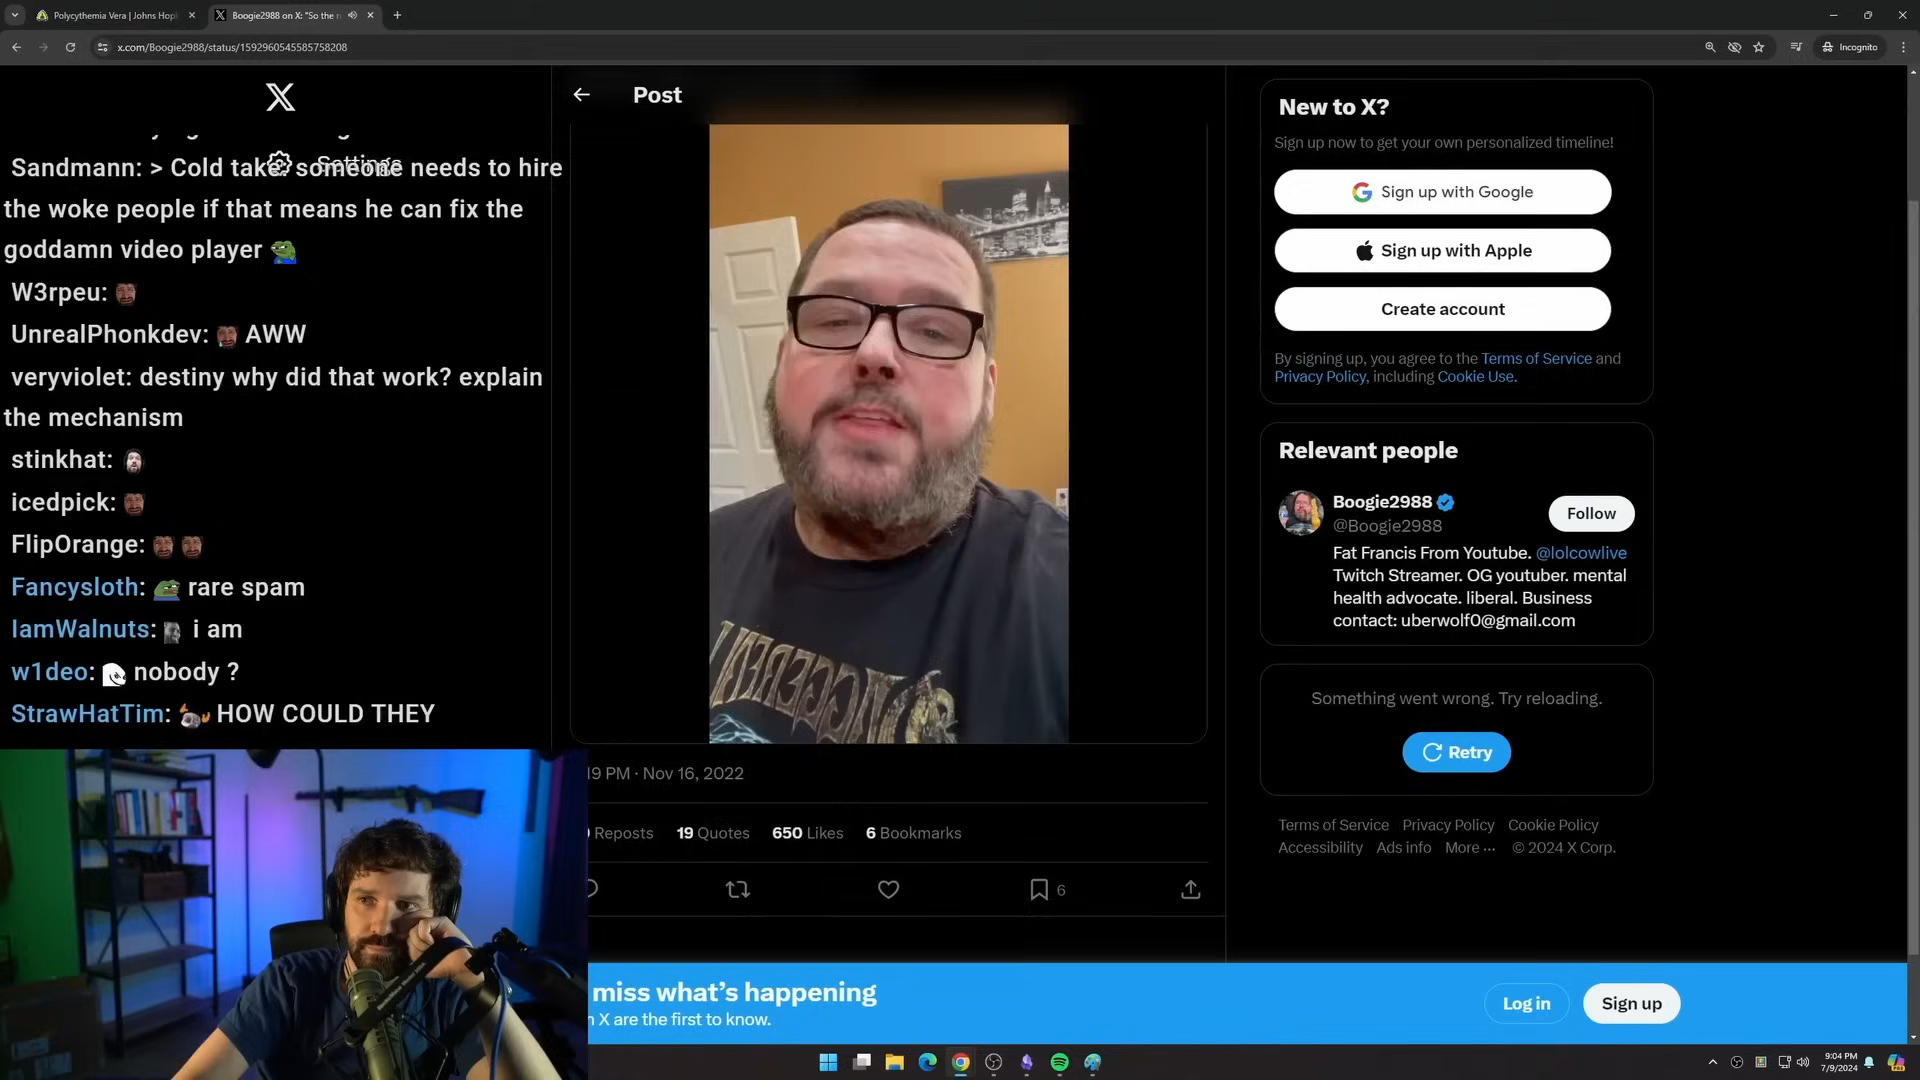 Polycythemia Vera | Johns Hop
Boogie2988 on X: "So the r
x.com/Boogie2988/status/1592960545585758208
Incognito
Settings
Sandmann: > Cold take: someone needs to hire
the woke people if that means he can fix the
goddamn video player
W3rpeu:
UnrealPhonkdev: AWW
veryviolet: destiny why did that work? explain
the mechanism
stinkhat:
icedpick:
FlipOrange:
Fancysloth: rare spam
IamWalnuts: i am
w1deo: nobody ?
StrawHatTim: HOW COULD THEY
Post
19 PM · Nov 16, 2022
Reposts 19 Quotes 650 Likes 6 Bookmarks
6
New to X?
Sign up now to get your own personalized timeline!
Sign up with Google
Sign up with Apple
Create account
By signing up, you agree to the Terms of Service and
Privacy Policy, including Cookie Use.
Relevant people
Boogie2988
@Boogie2988
Follow
Fat Francis From Youtube. @lolcowlive
Twitch Streamer. OG youtuber. mental
health advocate. liberal. Business
contact: uberwolf0@gmail.com
Something went wrong. Try reloading.
Retry
Terms of Service Privacy Policy Cookie Policy
Accessibility Ads info More ··· © 2024 X Corp.
miss what's happening
X are the first to know.
Log in
Sign up
9:04 PM
7/9/2024